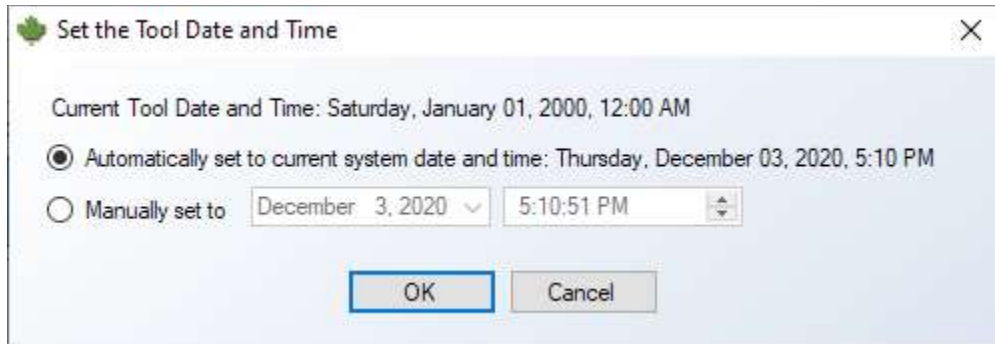 Set the Tool Date and Time
Current Tool Date and Time: Saturday, January 01, 2000, 12:00 AM
Automatically set to current system date and time: Thursday, December 03, 2020, 5:10 PM
Manually set to December 3, 2020 5:10:51 PM
OK Cancel